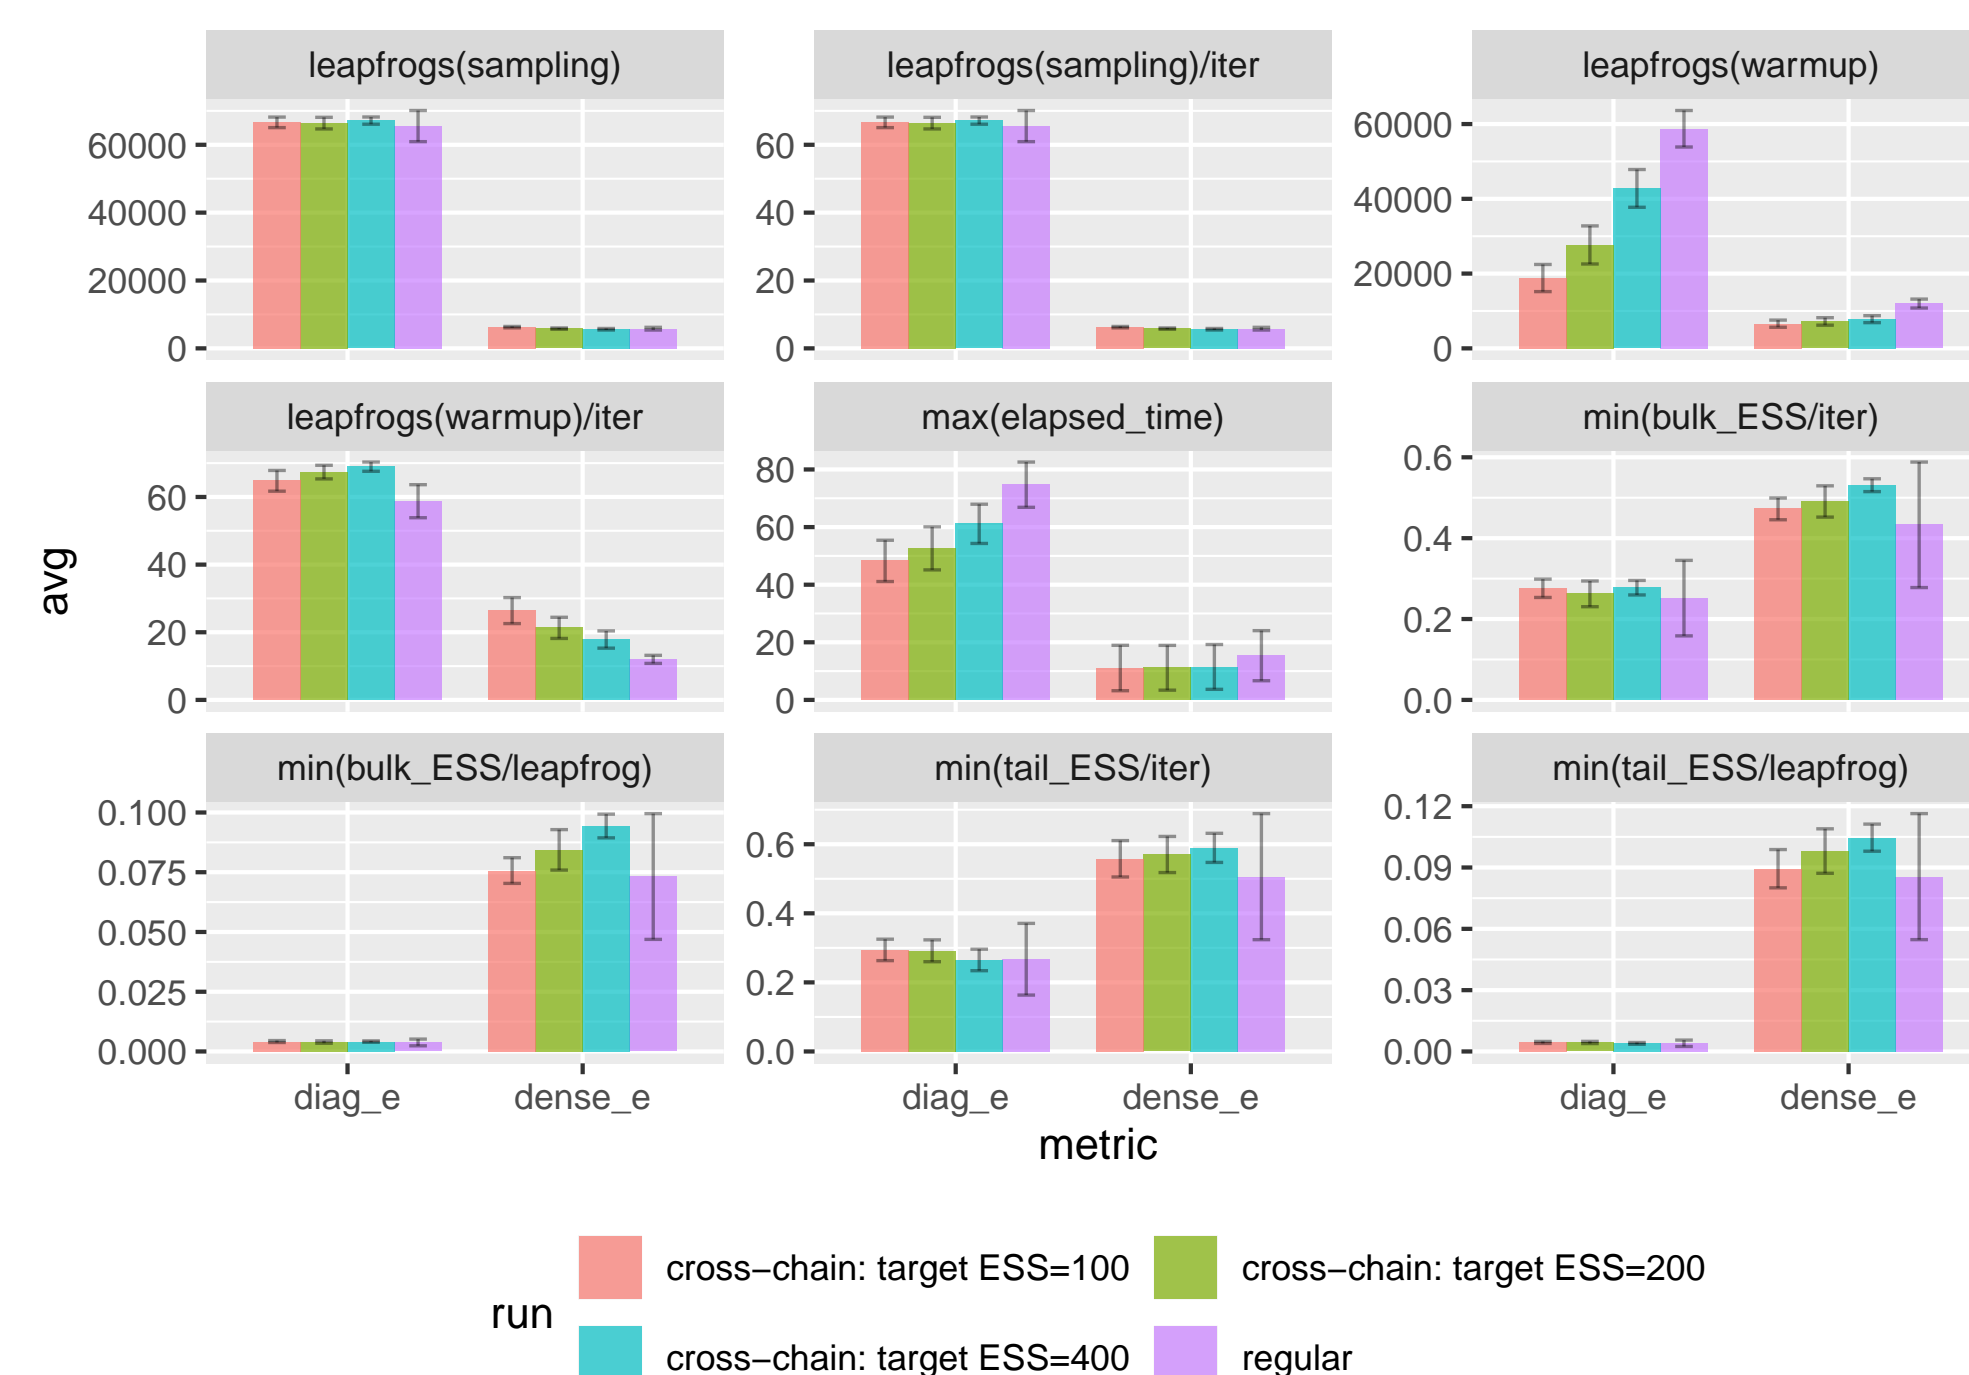 leapfrogs(sampling)
leapfrogs(sampling)/iter
leapfrogs(warmup)
60000
40000
20000
0
60
40
20
0
60000
40000
20000
0
leapfrogs(warmup)/iter
max(elapsed_time)
min(bulk_ESS/iter)
60
40
20
0
80
60
40
20
0
0.6
0.4
0.2
0.0
min(bulk_ESS/leapfrog)
min(tail_ESS/iter)
min(tail_ESS/leapfrog)
0.100
0.075
0.050
0.025
0.000
0.6
0.4
0.2
0.0
0.12
0.09
0.06
0.03
0.00
diag_e
dense_e
diag_e
dense_e
diag_e
dense_e
avg
metric
run
cross−chain: target ESS=100
cross−chain: target ESS=200
cross−chain: target ESS=400
regular